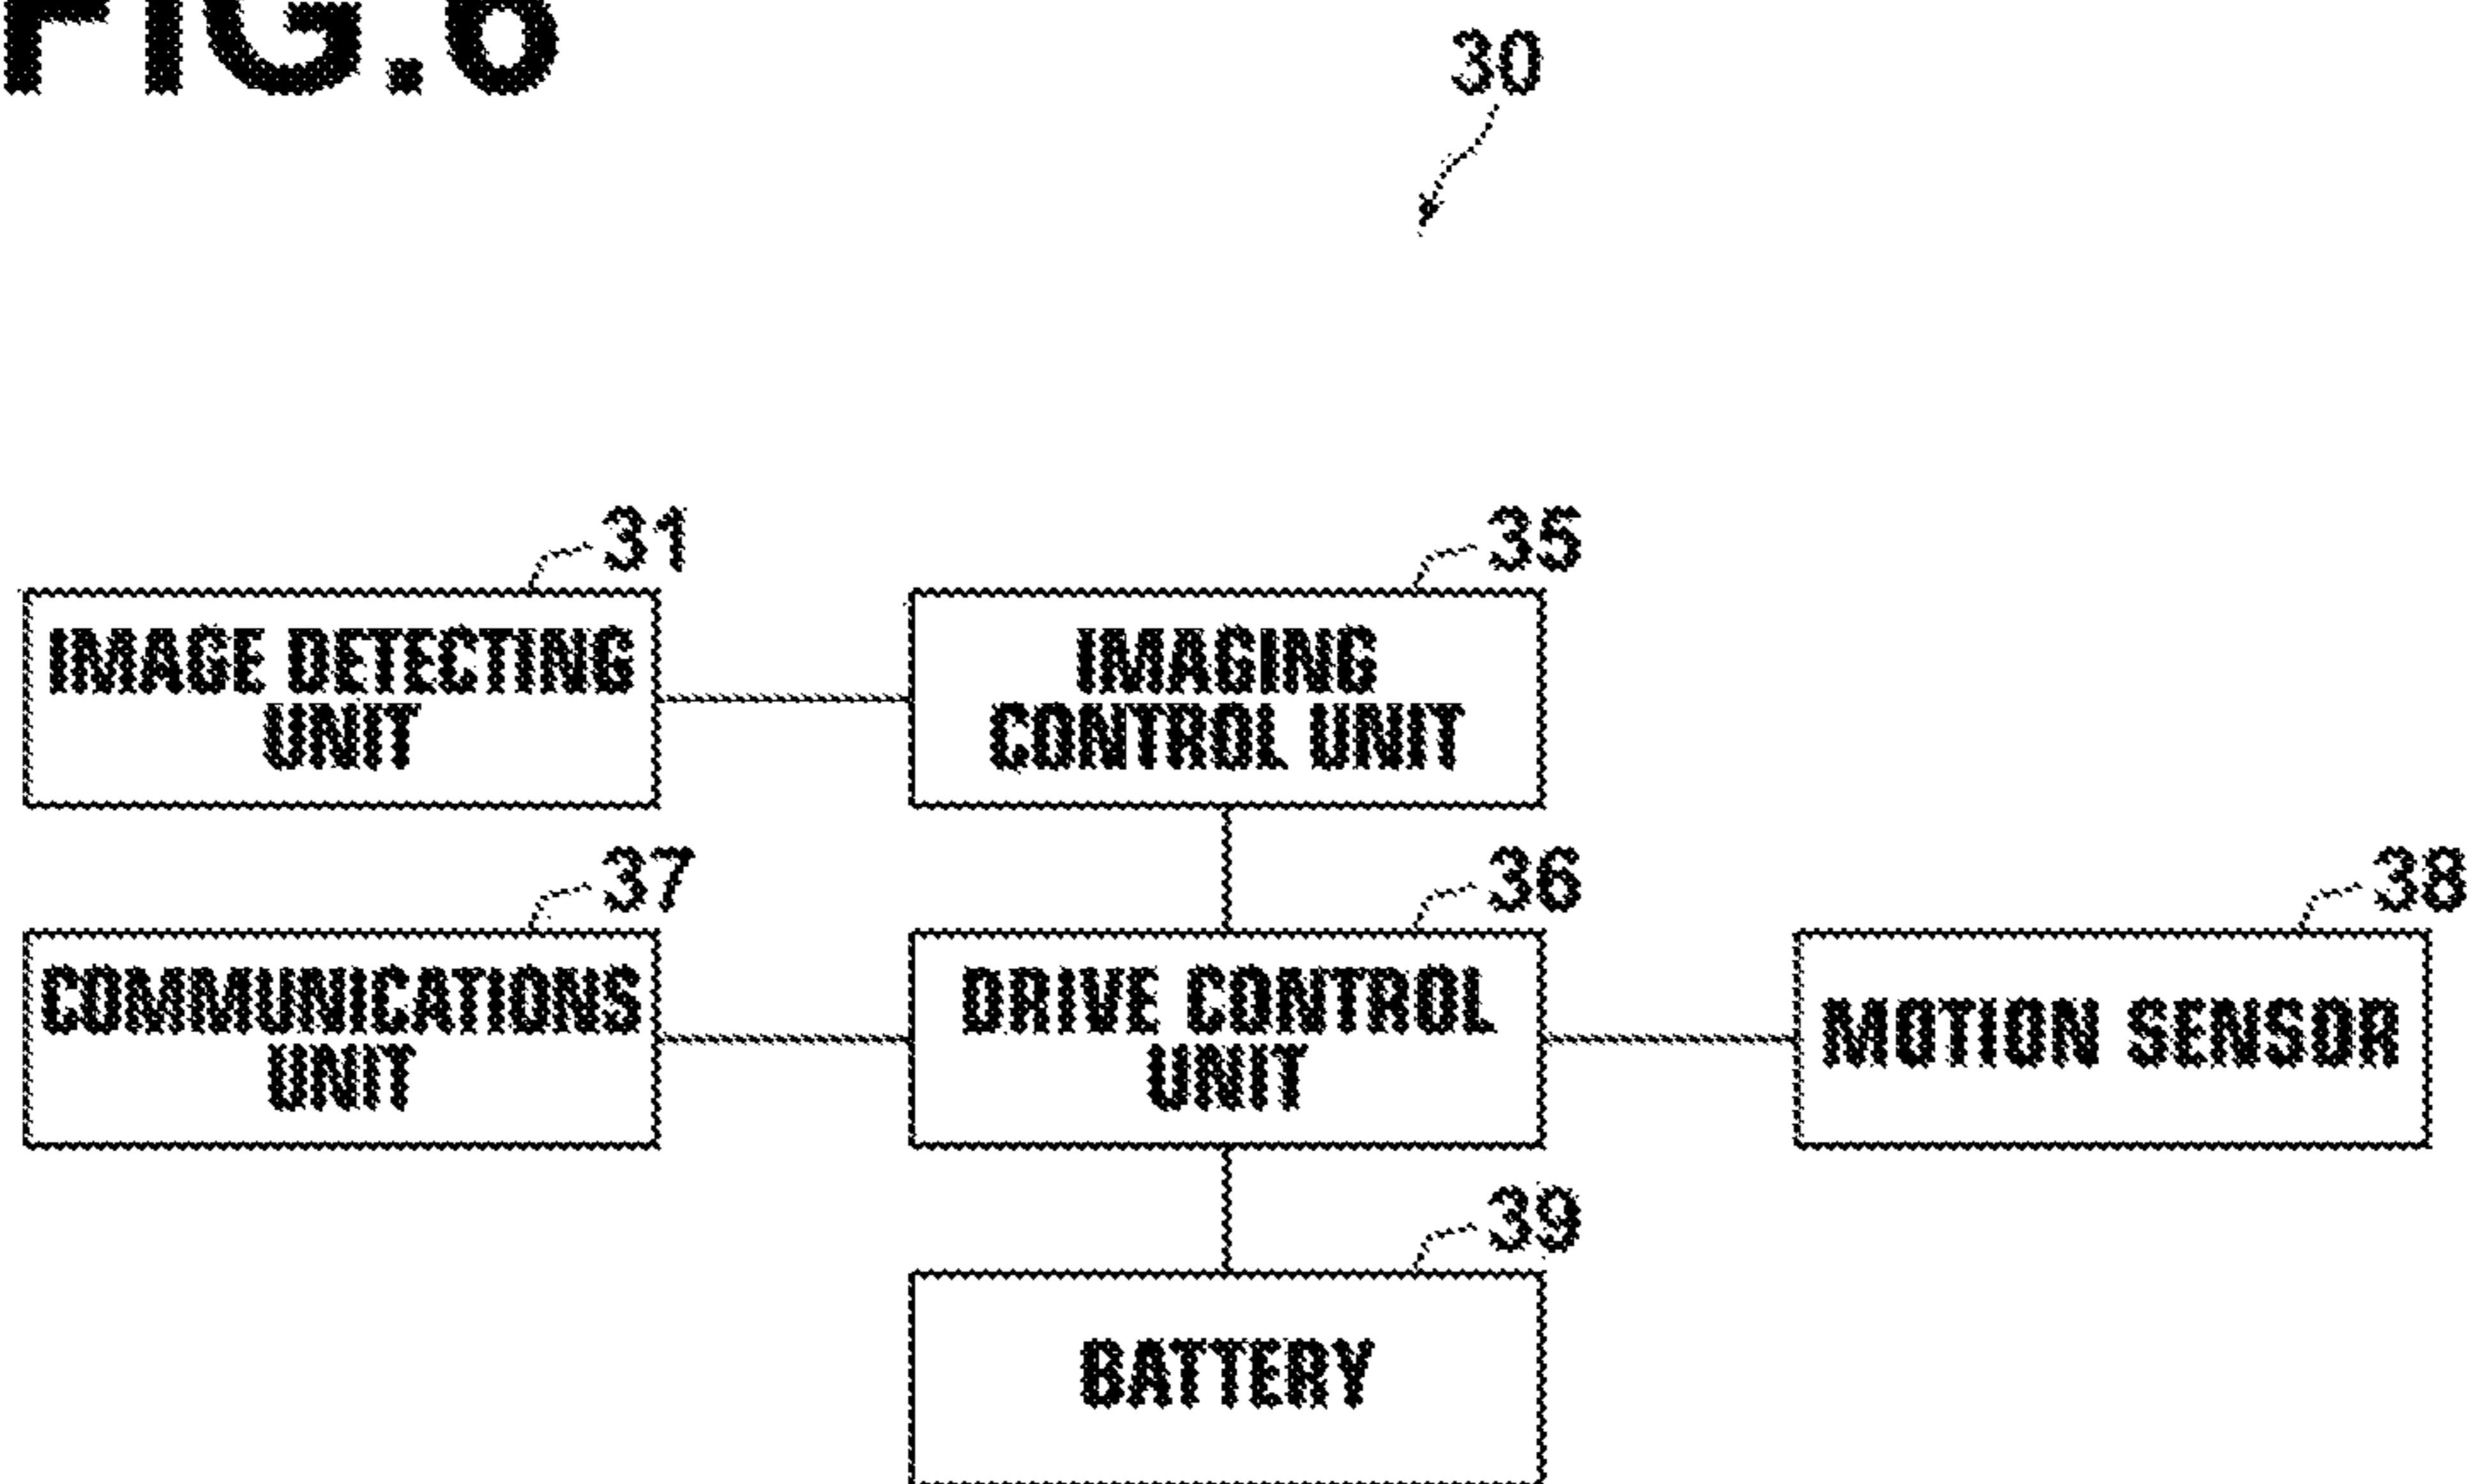 FIG.6
30
31
35
IMAGE DETECTING
UNIT
IMAGING
CONTROL UNIT
37
36
38
COMMUNICATIONS
UNIT
DRIVE CONTROL
UNIT
MOTION SENSOR
39
BATTERY